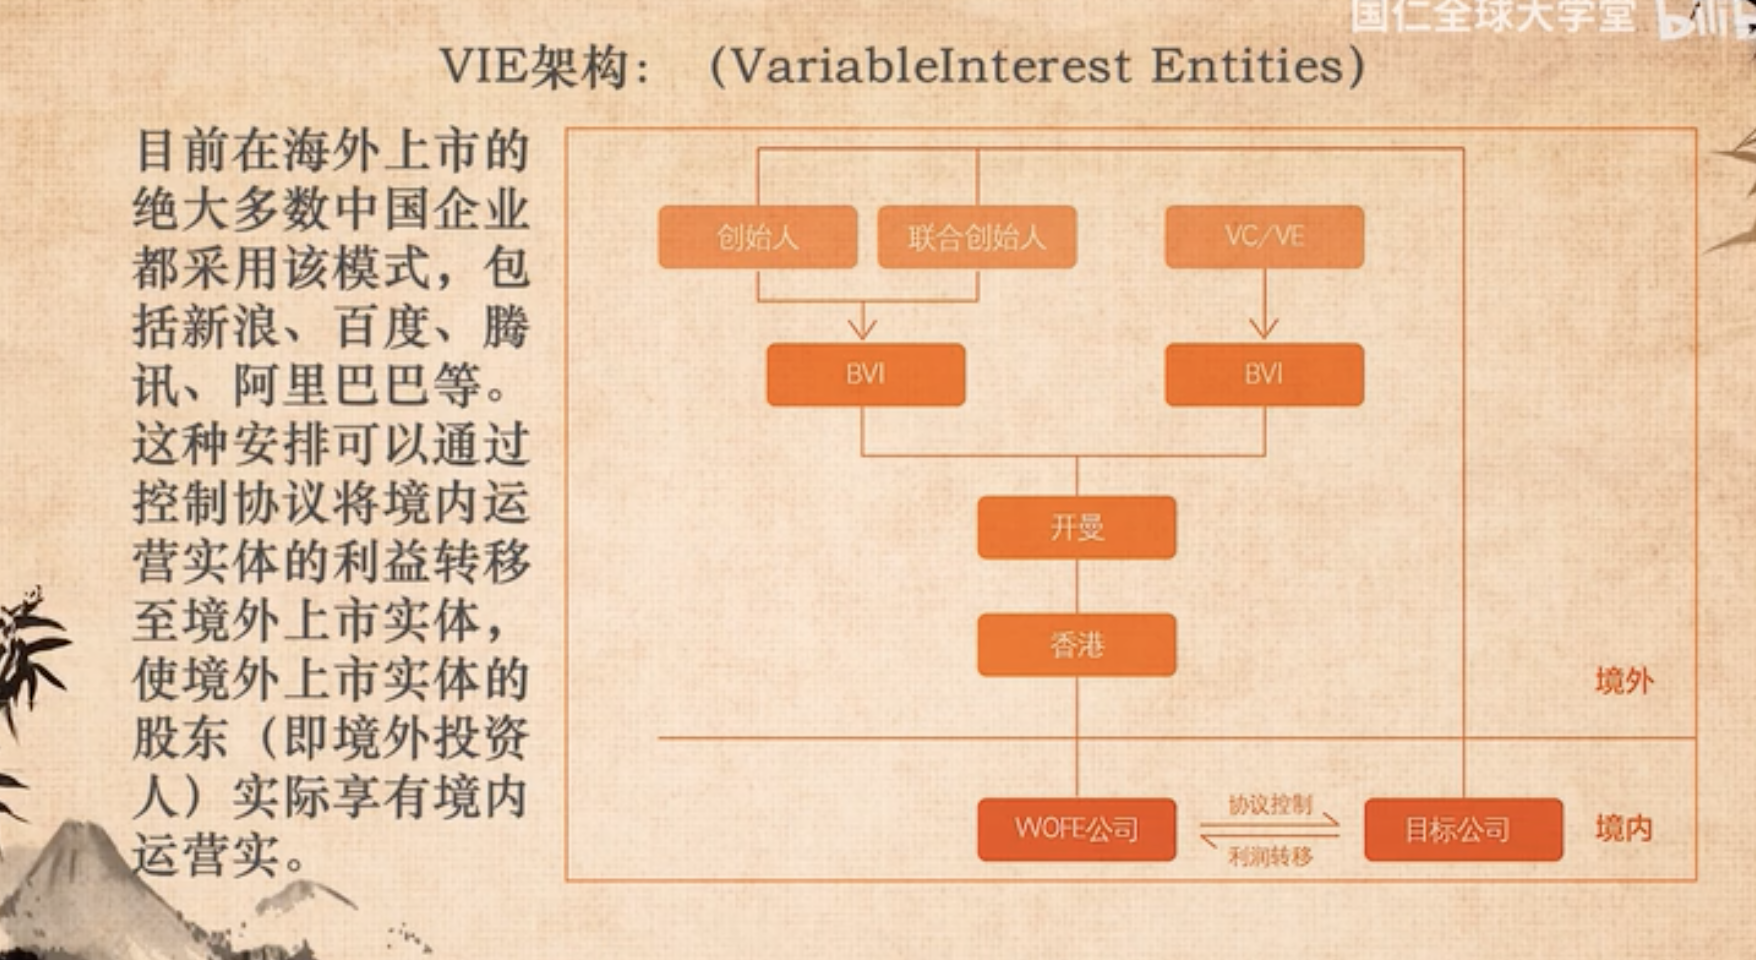 国仁全球大学堂
VIE架构： （VariableInterest Entities）
目前在海外上市的
绝大多数中国企业
都采用该模式，包
括新浪、百度、腾
讯、阿里巴巴等。
这种安排可以通过
控制协议将境内运
营实体的利益转移
至境外上市实体，
使境外上市实体的
股东（即境外投资
人）实际享有境内
运营实。
创始人
联合创始人
VC/VE
BVI
BVI
开曼
香港
境外
WOFE公司
协议控制
利润转移
目标公司
境内